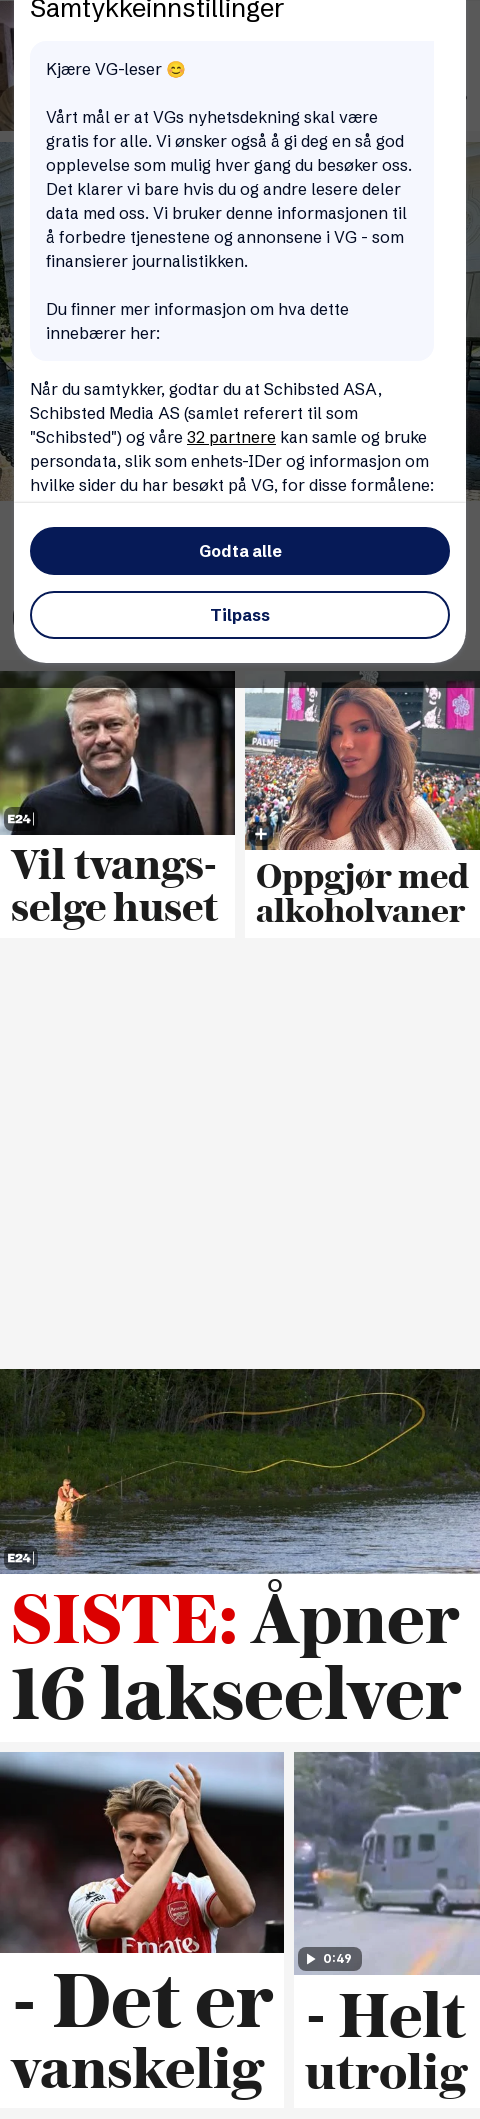 Samtykkeinnstillinger
Kjære VG-leser 😊
Vårt mål er at VGs nyhetsdekning skal være
gratis for alle. Vi ønsker også å gi deg en så god
opplevelse som mulig hver gang du besøker oss.
Det klarer vi bare hvis du og andre lesere deler
data med oss. Vi bruker denne informasjonen til
å forbedre tjenestene og annonsene i VG - som
finansierer journalistikken.
Du finner mer informasjon om hva dette
innebærer her:
Når du samtykker, godtar du at Schibsted ASA,
Schibsted Media AS (samlet referert til som
"Schibsted") og våre 32 partnere kan samle og bruke
persondata, slik som enhets-IDer og informasjon om
hvilke sider du har besøkt på VG, for disse formålene:
Godta alle
Tilpass
PALME
E24
+
Vil tvangs-
selge huset
Oppgjør med
alkoholvaner
E24
SISTE: Åpner
16 lakseelver
Arsenal
Emirates
0:49
- Det er
vanskelig
- Helt
utrolig